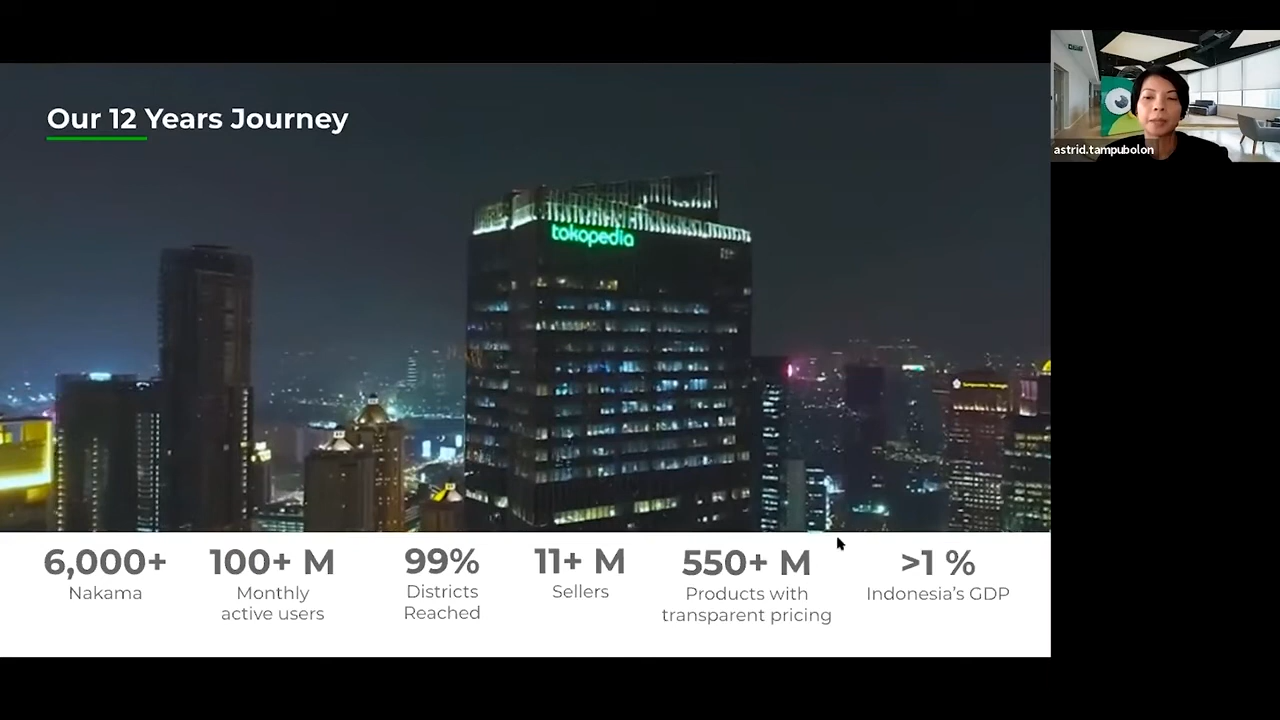 Our 12 Years Journey
tokopedia
astrid.tampubolon
6,000+
Nakama
100+ M
Monthly
active users
99%
Districts
Reached
11+ M
Sellers
550+ M
Products with
transparent pricing
>1 %
Indonesia's GDP